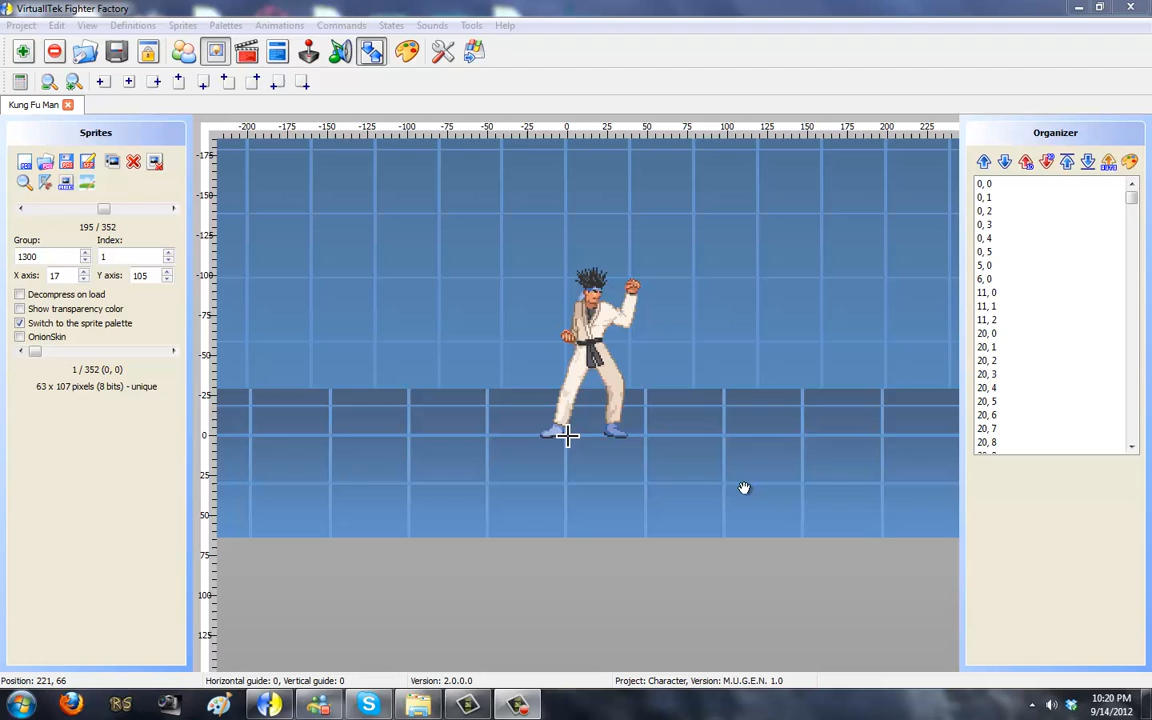 VirtuallTek Fighter Factory
Project Edit View Definitions Sprites Palettes Animations Commands States Sounds Tools Help
Kung Fu Man
Sprites
195 / 352
Group: Index:
1300 1
X axis: 17 Y axis: 105
Decompress on load
Show transparency color
Switch to the sprite palette
OnionSkin
1 / 352 (0, 0)
63 x 107 pixels (8 bits) - unique
-200 -175 -150 -125 -100 -75 -50 -25 0 25 50 75 100 125 150 175 200 225
-175
-150
-125
-100
-75
-50
-25
0
25
50
75
100
125
Organizer
0, 0
0, 1
0, 2
0, 3
0, 4
0, 5
5, 0
6, 0
11, 0
11, 1
11, 2
20, 0
20, 1
20, 2
20, 3
20, 4
20, 5
20, 6
20, 7
20, 8
Position: 221, 66 Horizontal guide: 0, Vertical guide: 0 Version: 2.0.0.0 Project: Character, Version: M.U.G.E.N. 1.0
RS
10:20 PM
9/14/2012